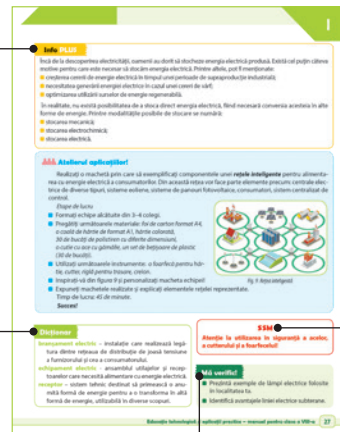 I
Info PLUS
Încă de la descoperirea electricității, oamenii au dorit să stocheze energia electrică produsă. Există cel puțin câteva
motive pentru care este necesar să stocăm energia electrică. Printre altele, pot fi menționate:
creșterea cererii de energie electrică în timpul unei perioade de supraproducție industrială;
necesitatea generării energiei electrice în cazul unei cereri de vârf;
optimizarea utilizării surselor de energie regenerabilă.
În realitate, nu există posibilitatea de a stoca direct energia electrică, fiind necesară conversia acesteia în alte
forme de energie. Printre modalitățile posibile de stocare se numără:
stocarea mecanică;
stocarea electrochimică;
stocarea electrică.
Atelierul aplicațiilor!
Realizați o machetă prin care să exemplificați componentele unei rețele inteligente pentru alimenta-
rea cu energie electrică a consumatorilor. Din această rețea vor face parte elemente precum: centrale elec-
trice de diverse tipuri, sisteme eoliene, sisteme de panouri fotovoltaice, consumatori, sistem centralizat de
control.
Etape de lucru
Formați echipe alcătuite din 3–4 colegi.
Pregătiți următoarele materiale: foi de carton format A4,
o coală de hârtie de format A1, hârtie colorată,
30 de bucăți de polistiren cu diferite dimensiuni,
o cutie cu ace cu gămălie, un set de bețișoare de plastic
(30 de bucăți).
Utilizați următoarele instrumente: o foarfecă pentru hâr-
tie, cutter, riglă pentru trasare, creion.
Inspirați-vă din figura 9 și personalizați macheta echipei!
Expuneți machetele realizate și explicați elementele rețelei reprezentate.
Timp de lucru: 45 de minute.
Succes!
Fig. 9. Rețea inteligentă
Dicționar
branșament electric – instalație care realizează legă-
tura dintre rețeaua de distribuție de joasă tensiune
a furnizorului și cea a consumatorului.
echipament electric – ansamblul utilajelor și recep-
toarelor care necesită alimentare cu energie electrică.
receptor – sistem tehnic destinat să primească o anu-
mită formă de energie pentru a o transforma în altă
formă de energie, utilizabilă în diverse scopuri.
SSM
Atenție la utilizarea în siguranță a acelor,
a cutterului și a foarfecelui!
Mă verific!
Prezintă exemple de lămpi electrice folosite
în localitatea ta.
Identifică avantajele liniei electrice subterane.
Educație tehnologică și aplicații practice – manual pentru clasa a VIII-a 27